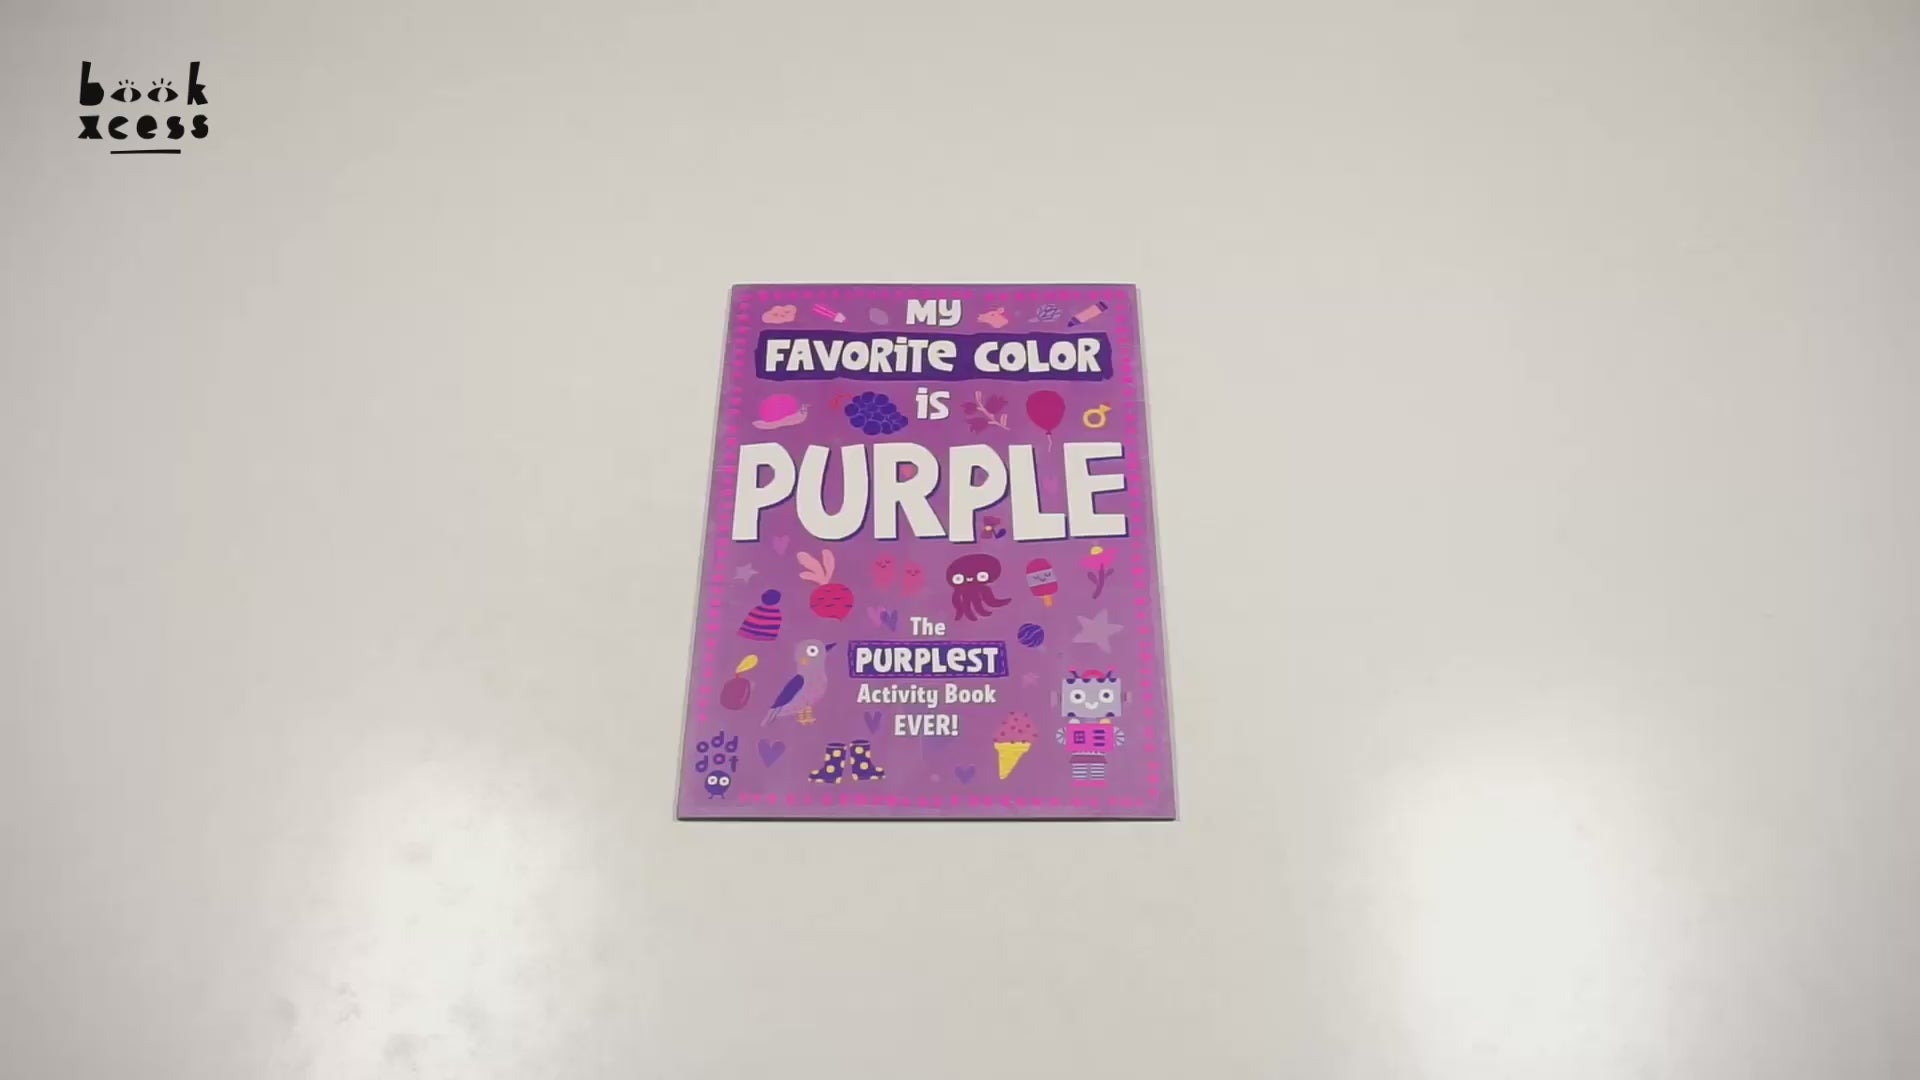 book
xcess
MY
FAVORiTe COLOR
iS
PURPLE
The
PURPLeST
Activity Book
EVER!
odd
dot